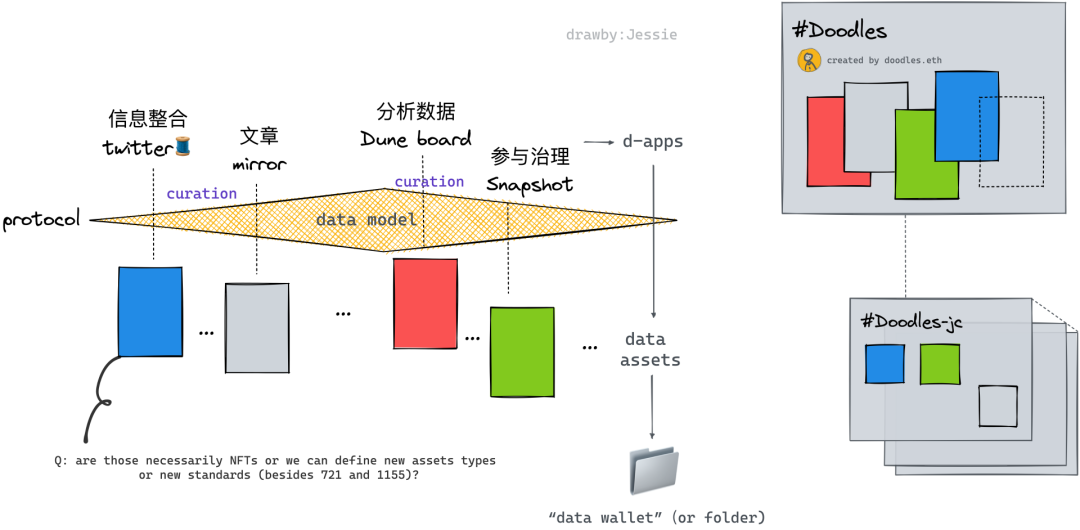 drawby:Jessie
信息整合
twitter🧵
文章
mirror
分析数据
Dune board
参与治理
Snapshot
d-apps
curation
curation
protocol
data model
...
...
...
...
data
assets
Q: are those necessarily NFTs or we can define new assets types
or new standards (besides 721 and 1155)?
“data wallet” (or folder)
#Doodles
created by doodles.eth
#Doodles-jc